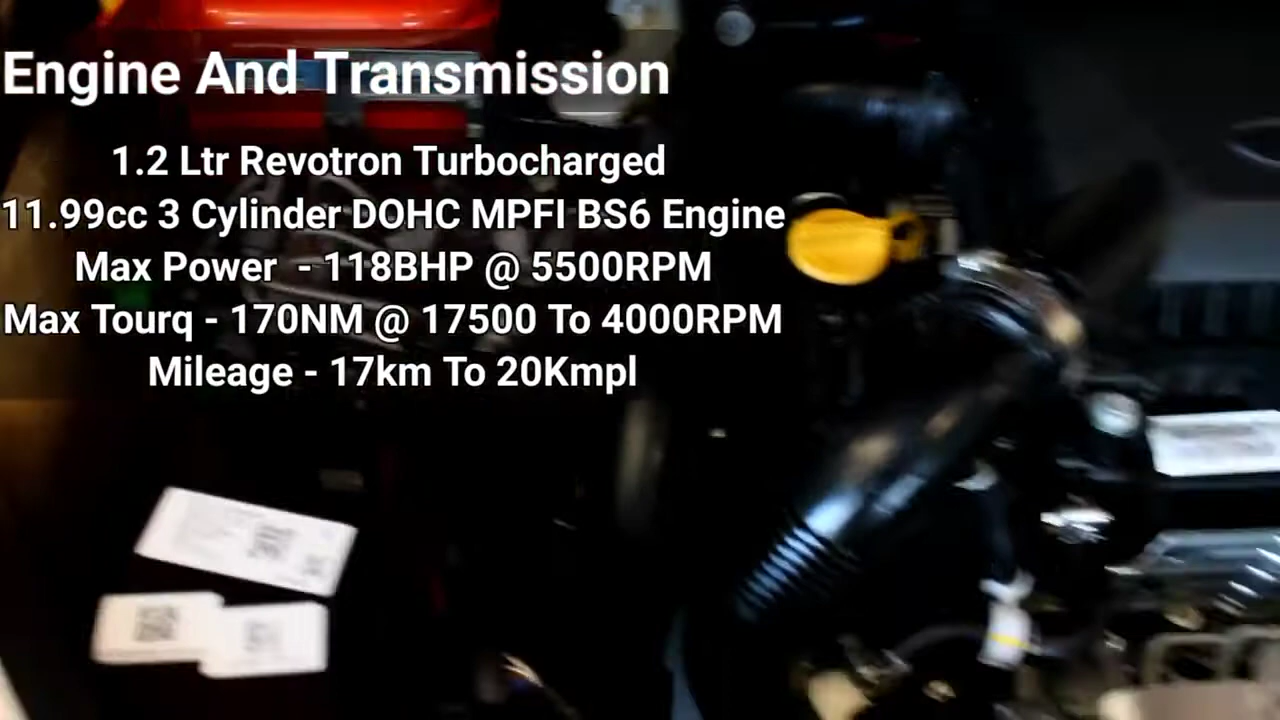 Engine And Transmission
1.2 Ltr Revotron Turbocharged
11.99cc 3 Cylinder DOHC MPFI BS6 Engine
Max Power - 118BHP @ 5500RPM
Max Tourq - 170NM @ 17500 To 4000RPM
Mileage - 17km To 20Kmpl